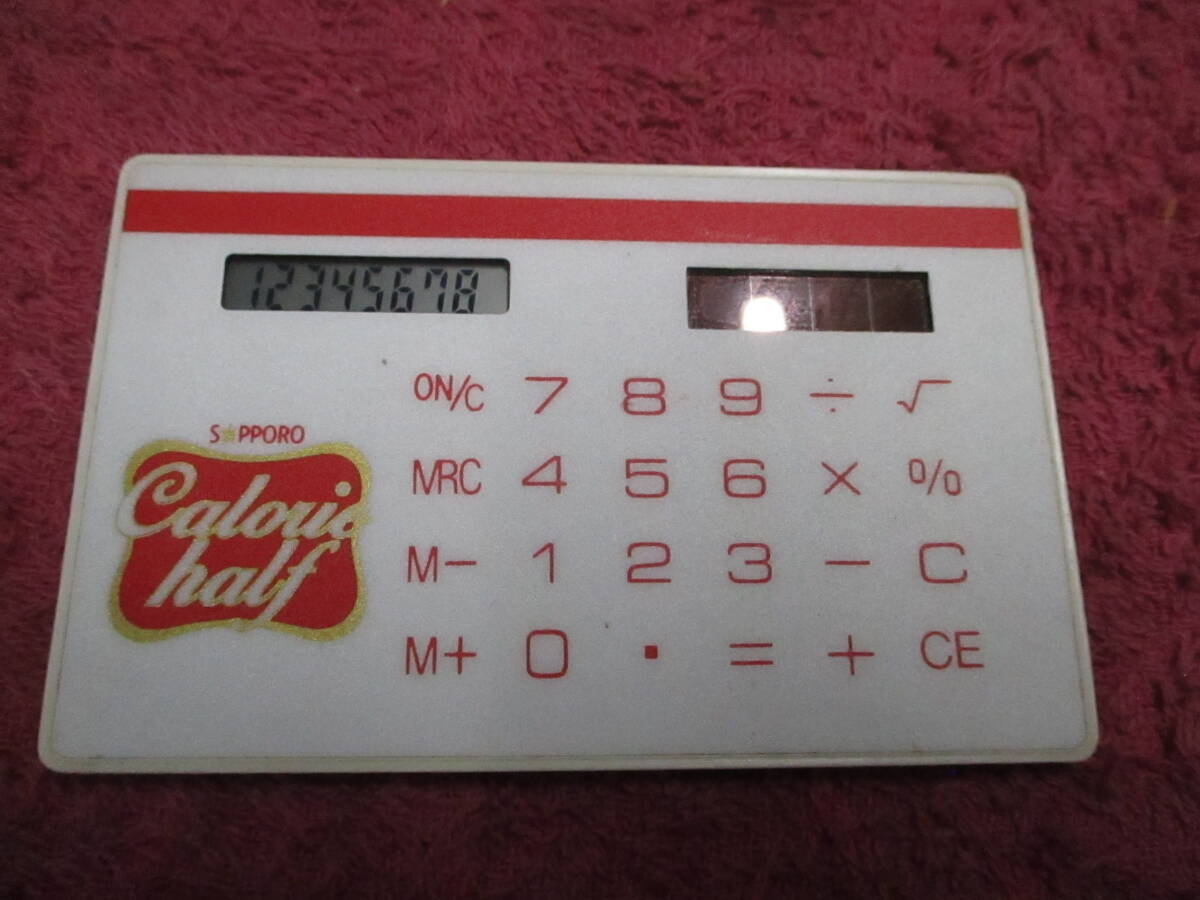 12345678
ON/C 7 8 9 ÷ √
SAPPORO
Calorie
half
MRC 4 5 6 × %
M− 1 2 3 − C
M+ 0 . = + CE